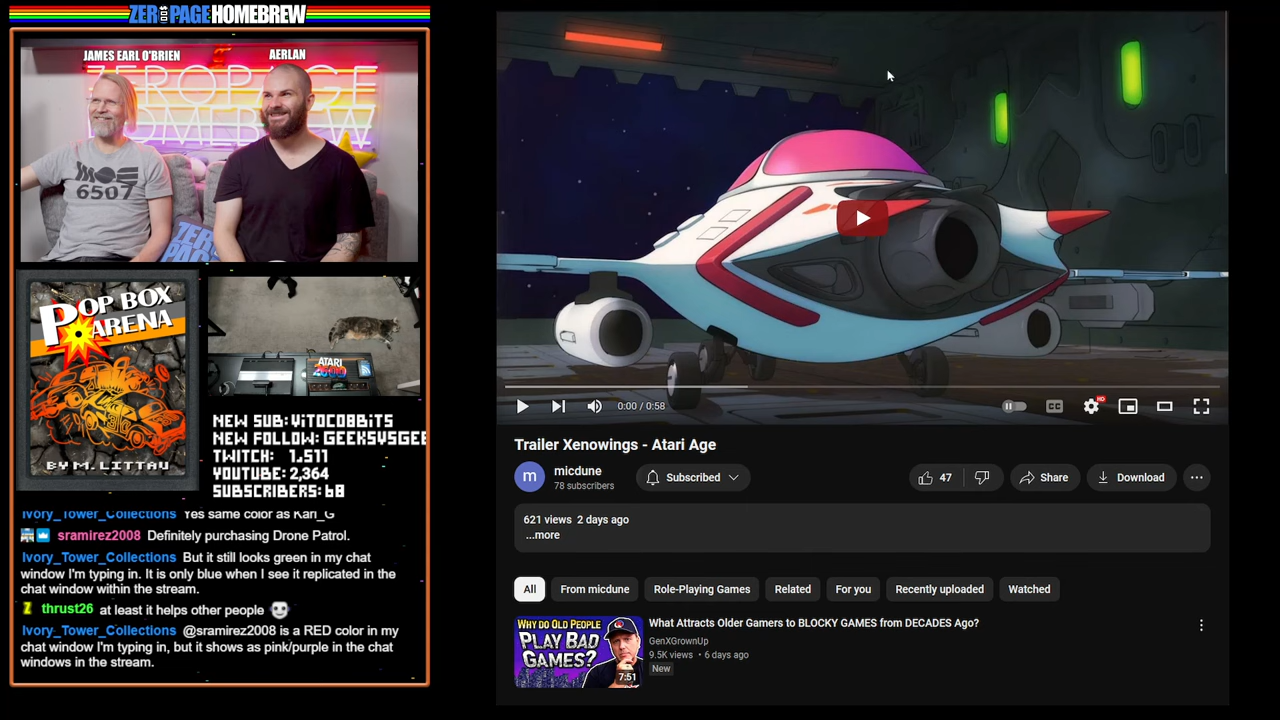 ZEROPAGE HOMEBREW
JAMES EARL O'BRIEN
AERLAN
ZEROPAGE
HOMEBREW
MOS
6507
ZERO
PAGE
POP BOX
ARENA
BY M. LITTAU
ATARI
2600
NEW SUB: VITOCOBBITS
NEW FOLLOW: GEEKSVSGEE
TWITCH: 1,511
YOUTUBE: 2,364
SUBSCRIBERS: 68
Ivory_Tower_Collections Yes same color as Karl_G
sramirez2008 Definitely purchasing Drone Patrol.
Ivory_Tower_Collections But it still looks green in my chat
window I'm typing in. It is only blue when I see it replicated in the
chat window within the stream.
Z thrust26 at least it helps other people
Ivory_Tower_Collections @sramirez2008 is a RED color in my
chat window I'm typing in, but it shows as pink/purple in the chat
windows in the stream.
0:00 / 0:58
CC
HD
Trailer Xenowings - Atari Age
m
micdune
78 subscribers
Subscribed
47
Share
Download
621 views 2 days ago
...more
All
From micdune
Role-Playing Games
Related
For you
Recently uploaded
Watched
WHY DO OLD PEOPLE
PLAY BAD
GAMES?
7:51
What Attracts Older Gamers to BLOCKY GAMES from DECADES Ago?
GenXGrownUp
9.5K views • 6 days ago
New